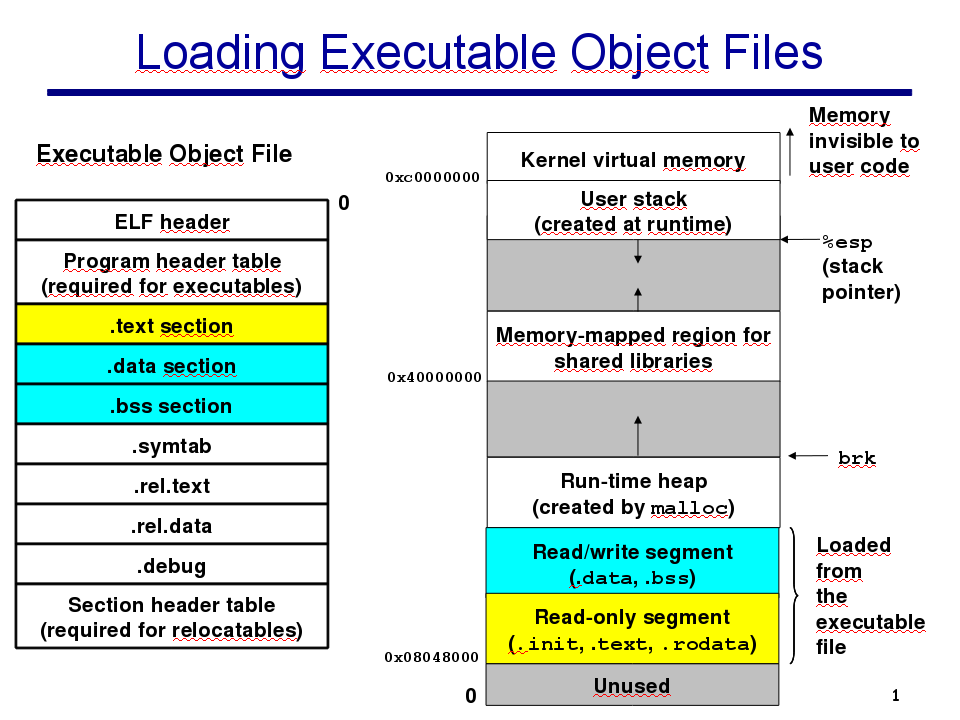 Loading Executable Object Files
Executable Object File
0
ELF header
Program header table
(required for executables)
.text section
.data section
.bss section
.symtab
.rel.text
.rel.data
.debug
Section header table
(required for relocatables)
Memory
invisible to
user code
Kernel virtual memory
0xc0000000
User stack
(created at runtime)
%esp
(stack
pointer)
Memory-mapped region for
shared libraries
0x40000000
brk
Run-time heap
(created by malloc)
Read/write segment
(.data, .bss)
Loaded
from
the
executable
file
Read-only segment
(.init, .text, .rodata)
0x08048000
Unused
0
1